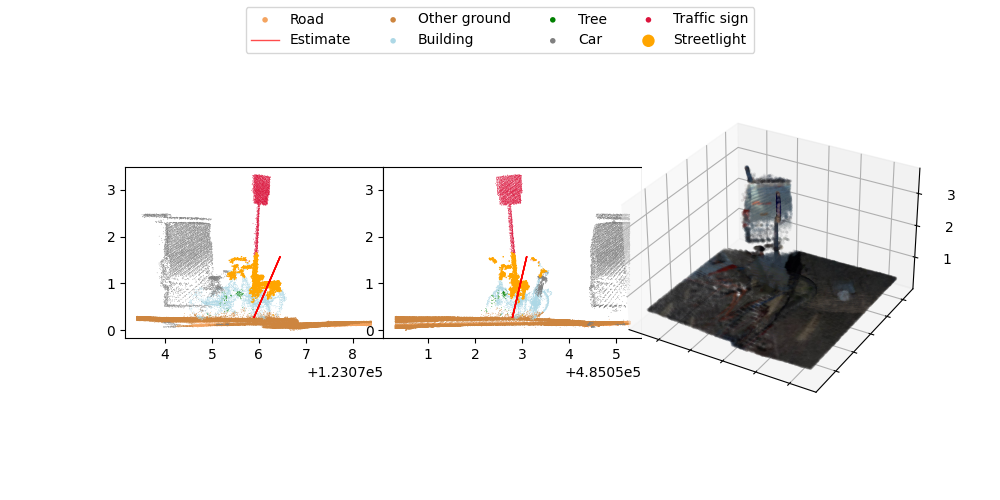 Road Other ground Tree Traffic sign
Estimate Building Car Streetlight
3 3 3
2 2 2
1 1 1
0 0
4 5 6 7 8 1 2 3 4 5
+1.2307e5 +4.8505e5